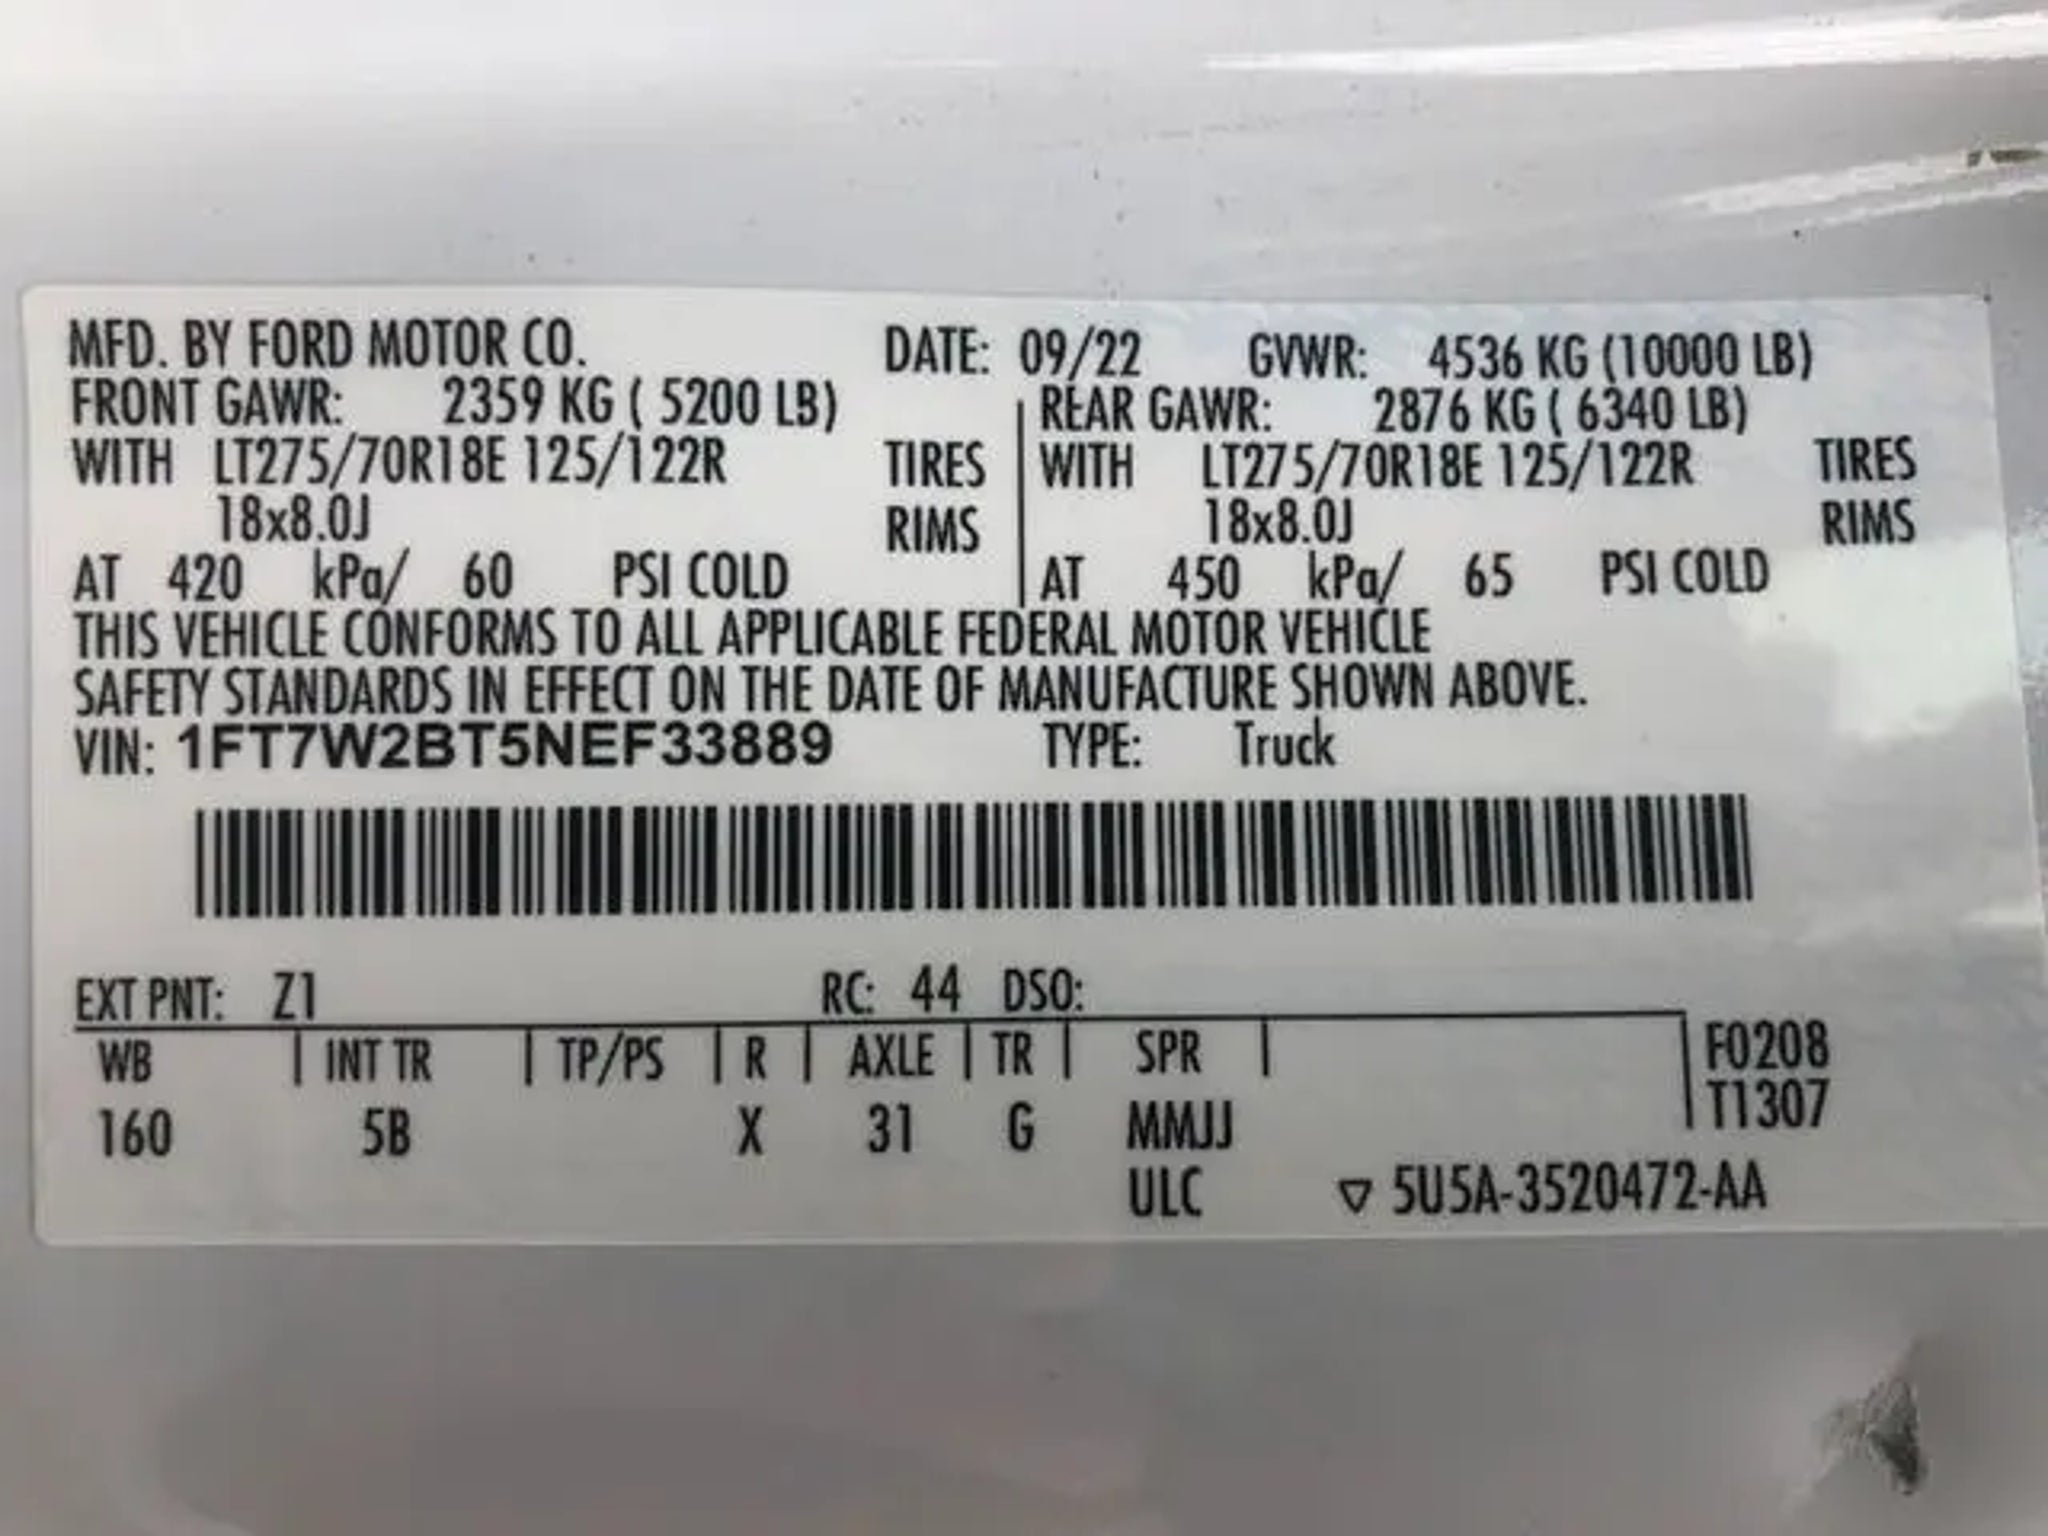 MFD. BY FORD MOTOR CO. DATE: 09/22 GVWR: 4536 KG (10000 LB)
FRONT GAWR: 2359 KG ( 5200 LB) REAR GAWR: 2876 KG ( 6340 LB)
WITH LT275/70R18E 125/122R TIRES WITH LT275/70R18E 125/122R TIRES
18x8.0J RIMS 18x8.0J RIMS
AT 420 kPa/ 60 PSI COLD AT 450 kPa/ 65 PSI COLD
THIS VEHICLE CONFORMS TO ALL APPLICABLE FEDERAL MOTOR VEHICLE
SAFETY STANDARDS IN EFFECT ON THE DATE OF MANUFACTURE SHOWN ABOVE.
VIN: 1FT7W2BT5NEF33889 TYPE: Truck
EXT PNT: Z1 RC: 44 DSO:
WB | INT TR | TP/PS | R | AXLE | TR | SPR | F0208
T1307
160 5B X 31 G MMJJ
ULC ▽ 5U5A-3520472-AA